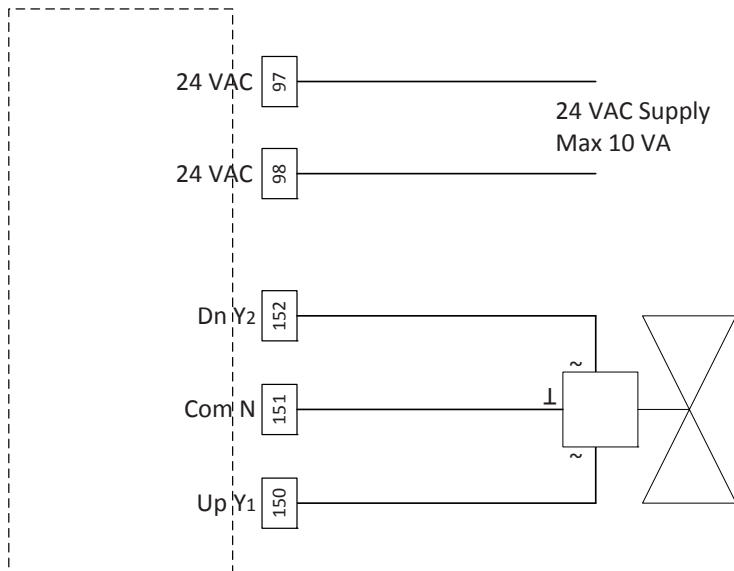 24 VAC 97
24 VAC Supply
Max 10 VA
24 VAC 98
Dn Y2 152
~
Com N 151 ⊥
~
Up Y1 150